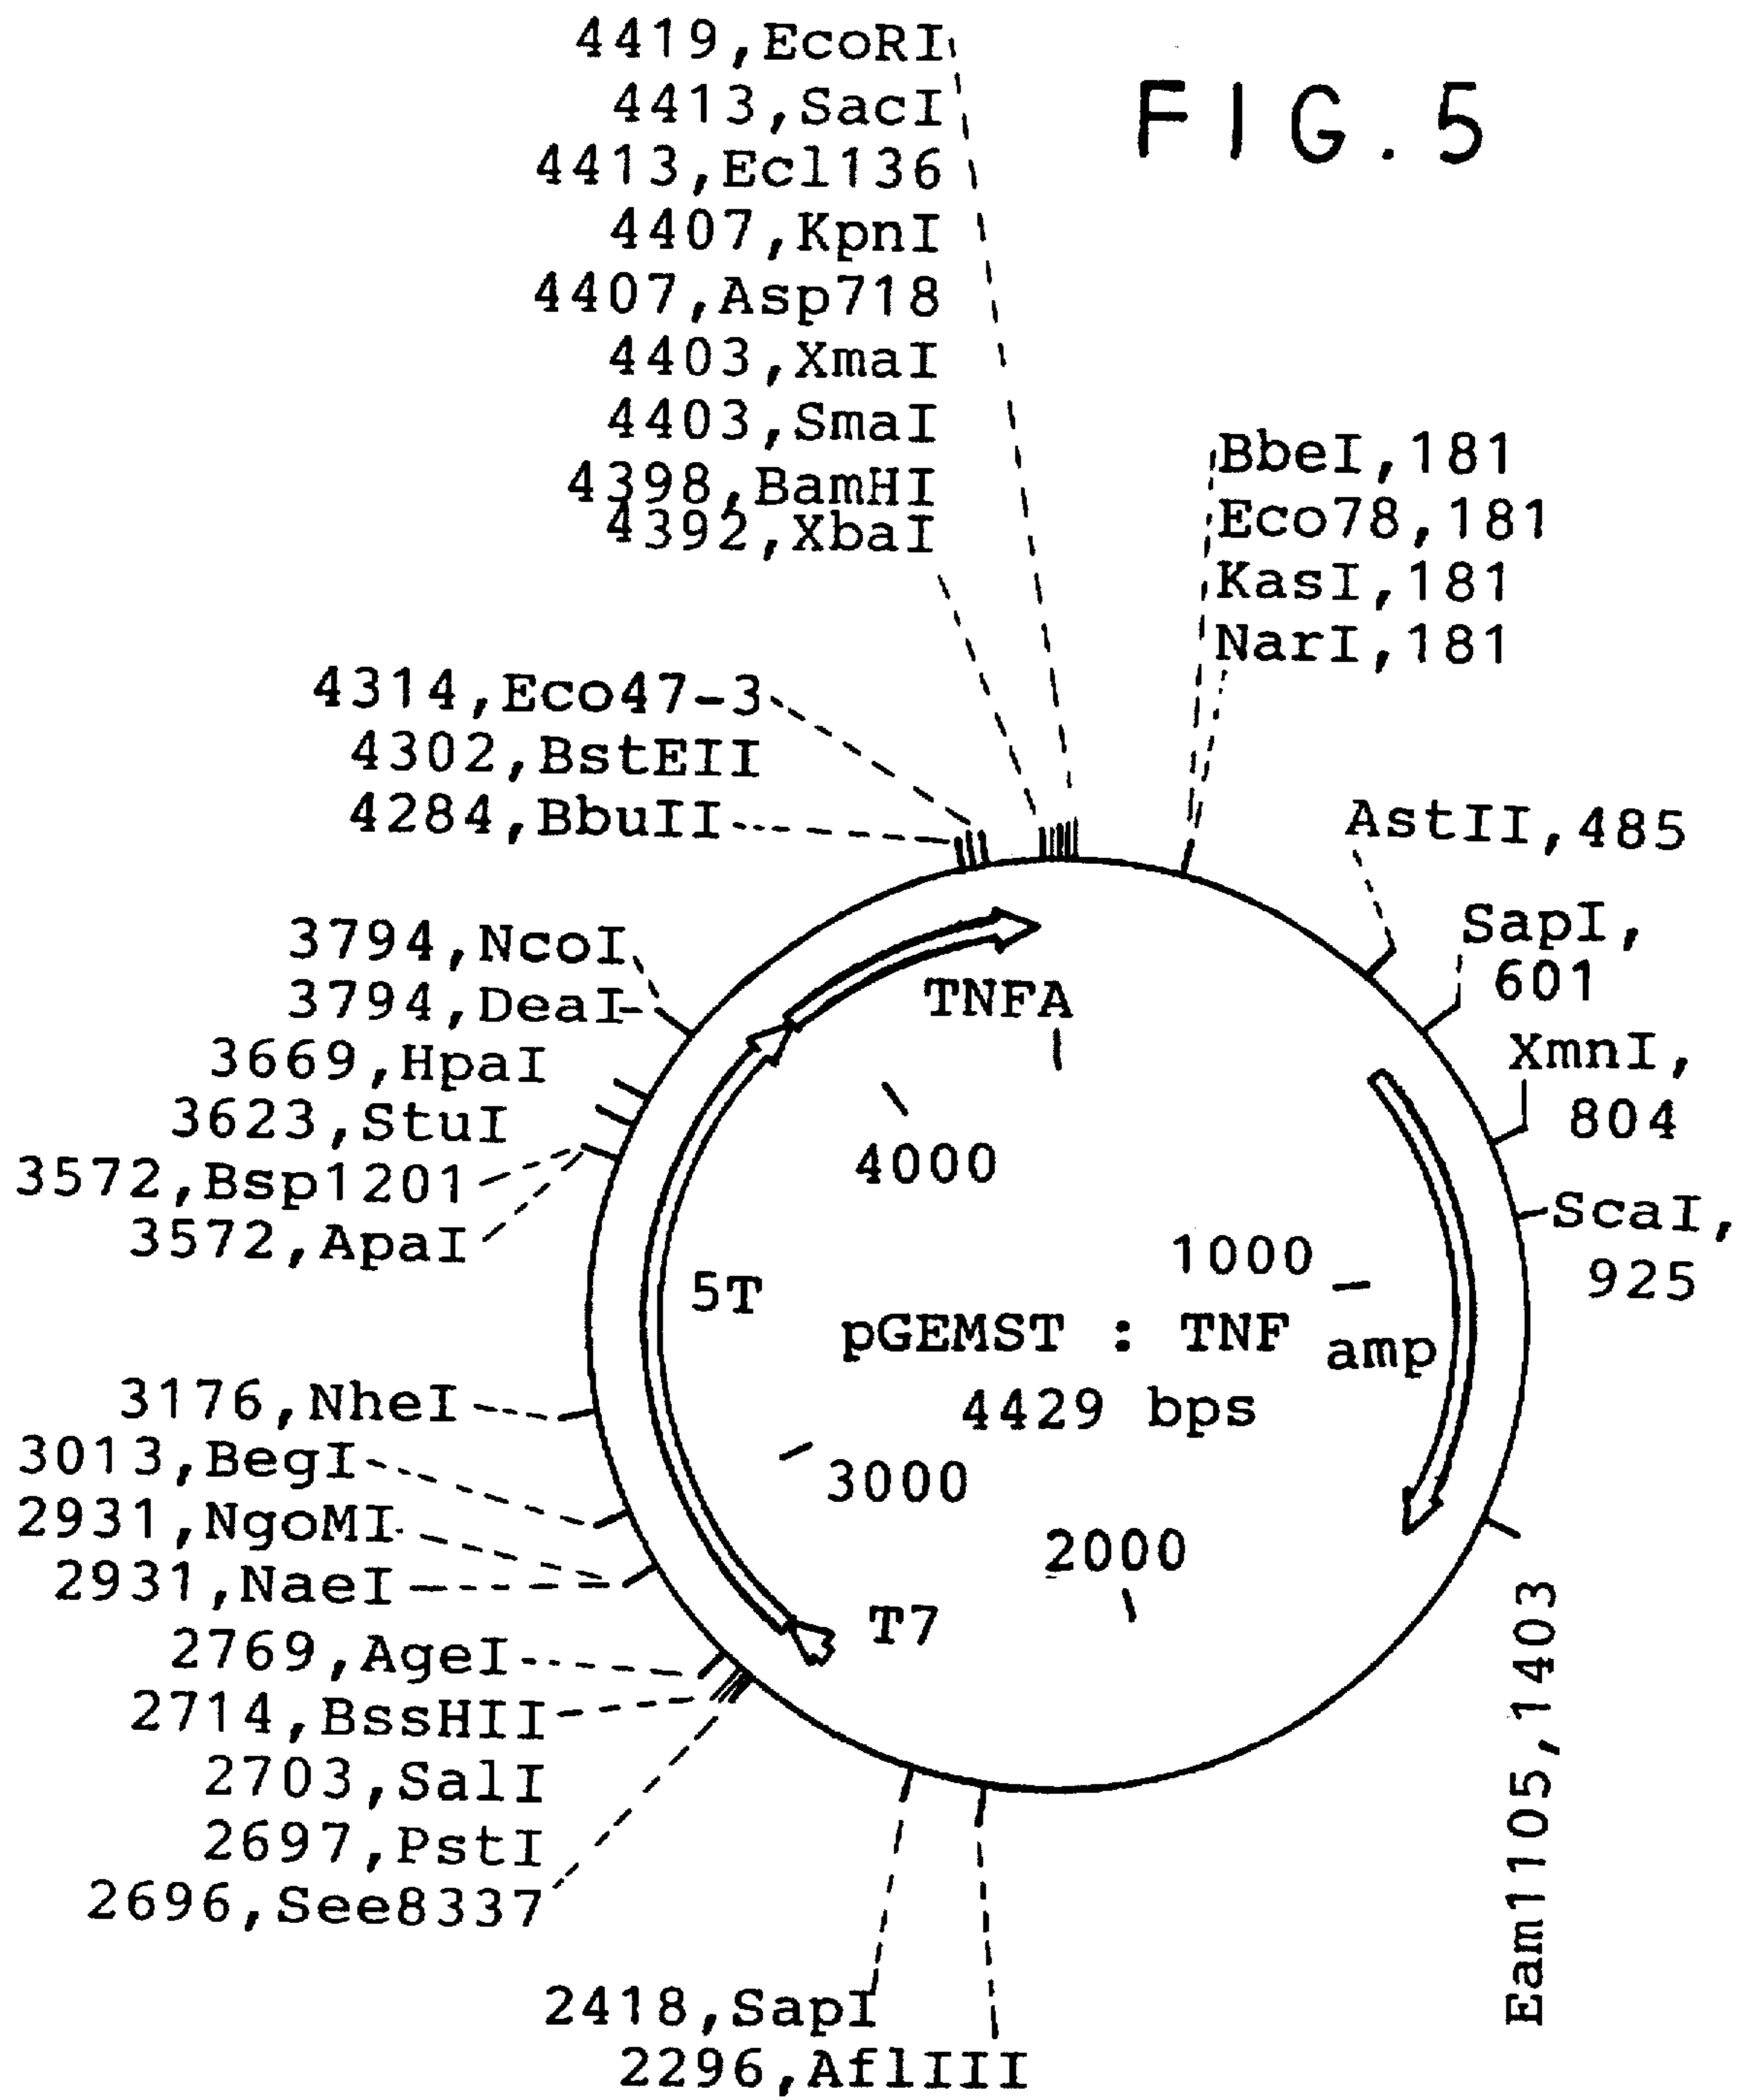 FIG. 5
4419,EcoRI
4413,SacI
4413,Ecl136
4407,KpnI
4407,Asp718
4403,XmaI
4403,SmaI
4398,BamHI
4392,XbaI
BbeI,181
Eco78,181
KasI,181
NarI,181
4314,Eco47-3
4302,BstEII
4284,BbuII
AstII,485
SapI,
601
XmnI,
804
ScaI,
925
3794,NcoI
3794,DeaI
3669,HpaI
3623,StuI
3572,Bsp1201
3572,ApaI
TNFA
4000
1000
5T
pGEMST : TNF
amp
4429 bps
3000
2000
T7
3176,NheI
3013,BegI
2931,NgoMI
2931,NaeI
2769,AgeI
2714,BssHII
2703,SalI
2697,PstI
2696,See8337
2418,SapI
2296,AflIII
Eam1105,1403